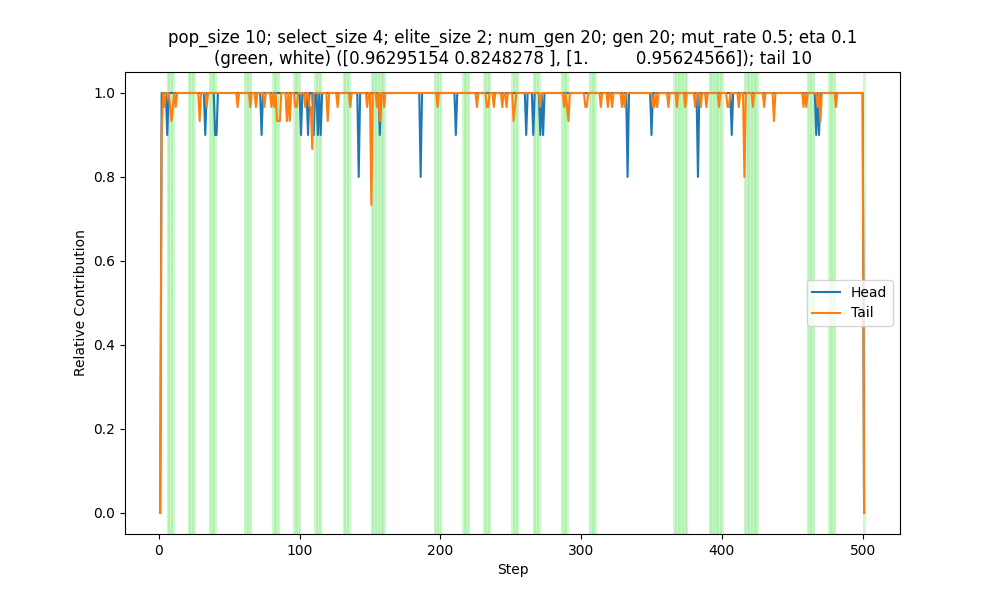 pop_size 10; select_size 4; elite_size 2; num_gen 20; gen 20; mut_rate 0.5; eta 0.1
(green, white) ([0.96295154 0.8248278 ], [1.         0.95624566]); tail 10
1.0
0.8
0.6
0.4
0.2
0.0
Relative Contribution
Head
Tail
0
100
200
300
400
500
Step